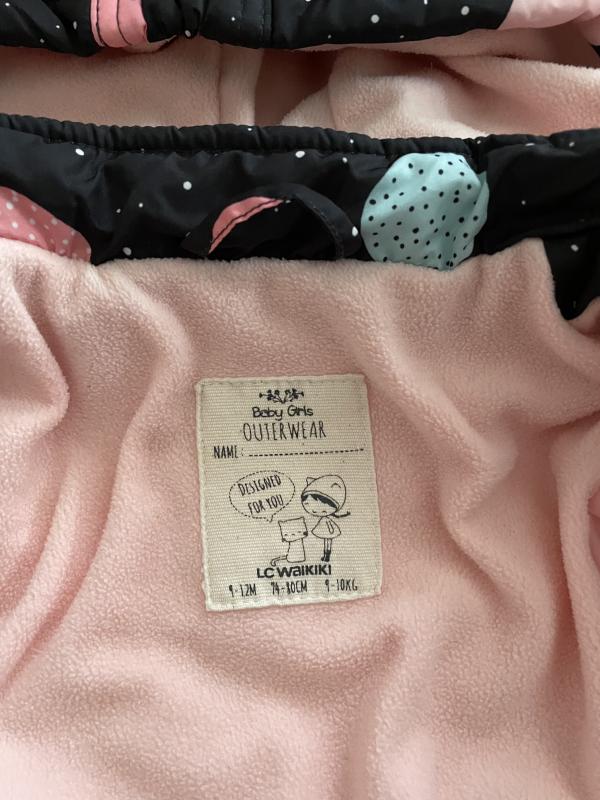 Baby Girls
OUTERWEAR
NAME: 
DESIGNED
FOR YOU!
LC WAIKIKI
9-12M 74-80CM 9-10KG